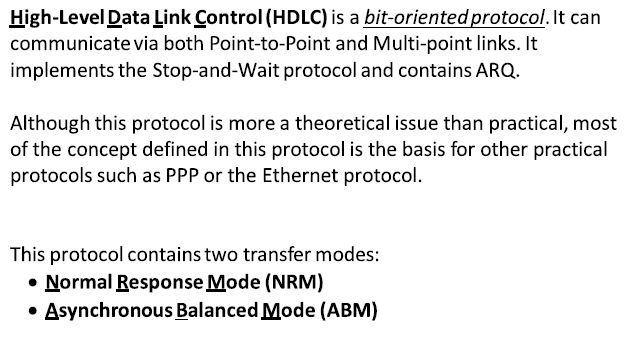 High-Level Data Link Control (HDLC) is a bit-oriented protocol. It can
communicate via both Point-to-Point and Multi-point links. It
implements the Stop-and-Wait protocol and contains ARQ.
Although this protocol is more a theoretical issue than practical, most
of the concept defined in this protocol is the basis for other practical
protocols such as PPP or the Ethernet protocol.
This protocol contains two transfer modes:
• Normal Response Mode (NRM)
• Asynchronous Balanced Mode (ABM)